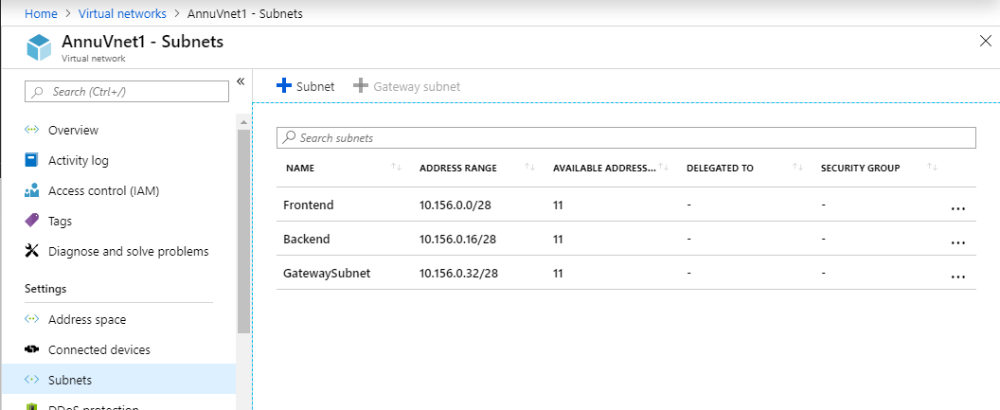 Home > Virtual networks > AnnuVnet1 - Subnets
AnnuVnet1 - Subnets
Virtual network
Search (Ctrl+/)
«
Overview
Activity log
Access control (IAM)
Tags
Diagnose and solve problems
Settings
Address space
Connected devices
Subnets
DDoS protection
+ Subnet + Gateway subnet
Search subnets
NAME ADDRESS RANGE AVAILABLE ADDRESS... DELEGATED TO SECURITY GROUP
Frontend 10.156.0.0/28 11 - - ...
Backend 10.156.0.16/28 11 - - ...
GatewaySubnet 10.156.0.32/28 11 - - ...